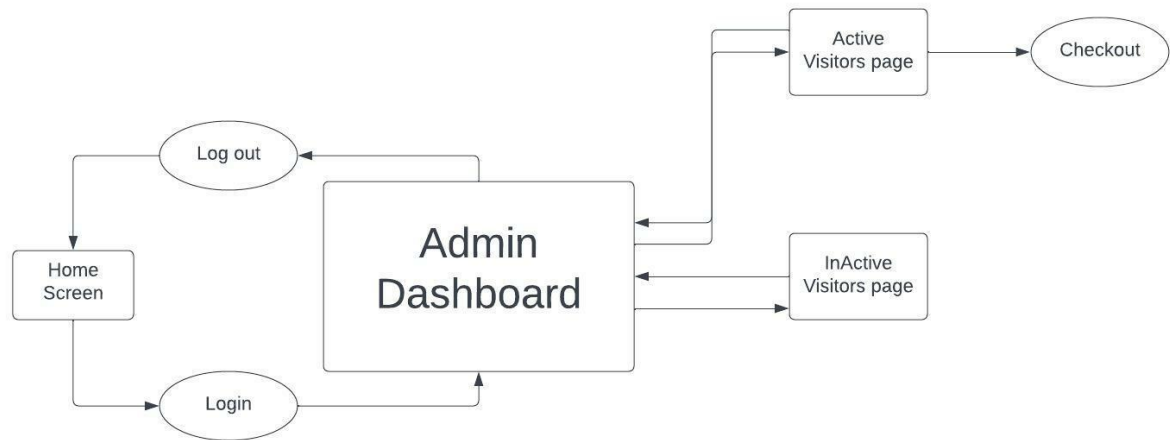 Active
Visitors page
Checkout
Log out
Admin
Dashboard
InActive
Visitors page
Home
Screen
Login